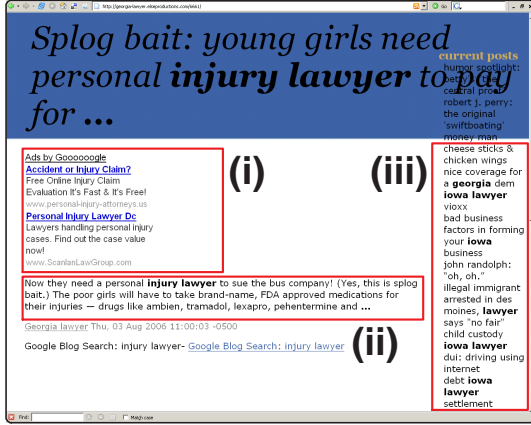 http://georgia-lawyer.
Go
Splog bait: young girls need
personal injury lawyer to pay
for ...
current posts
humor spotlight:
betty's the
central proof
robert j. perry:
the original
'swiftboating'
money man
cheese sticks &
chicken wings
nice coverage for
a georgia dem
iowa lawyer
vioxx
bad business
factors in forming
your iowa
business
john randolph:
"oh, oh."
illegal immigrant
arrested in des
moines, lawyer
says "no fair"
child custody
iowa lawyer
dui: driving using
internet
debt iowa
lawyer
settlement
(iii)
Ads by Goooooogle
Accident or Injury Claim?
Free Online Injury Claim
Evaluation It's Fast & It's Free!
www.personal-injury-attorneys.us
Personal Injury Lawyer Dc
Lawyers handling personal injury
cases. Find out the case value
now!
www.ScanlanLawGroup.com
(i)
Now they need a personal injury lawyer to sue the bus company! (Yes, this is splog
bait.) The poor girls will have to take brand-name, FDA approved medications for
their injuries — drugs like ambien, tramadol, lexapro, pehentermine and ...
Georgia lawyer Thu, 03 Aug 2006 11:00:03 -0500
(ii)
Google Blog Search: injury lawyer- Google Blog Search: injury lawyer
Find:
Match case